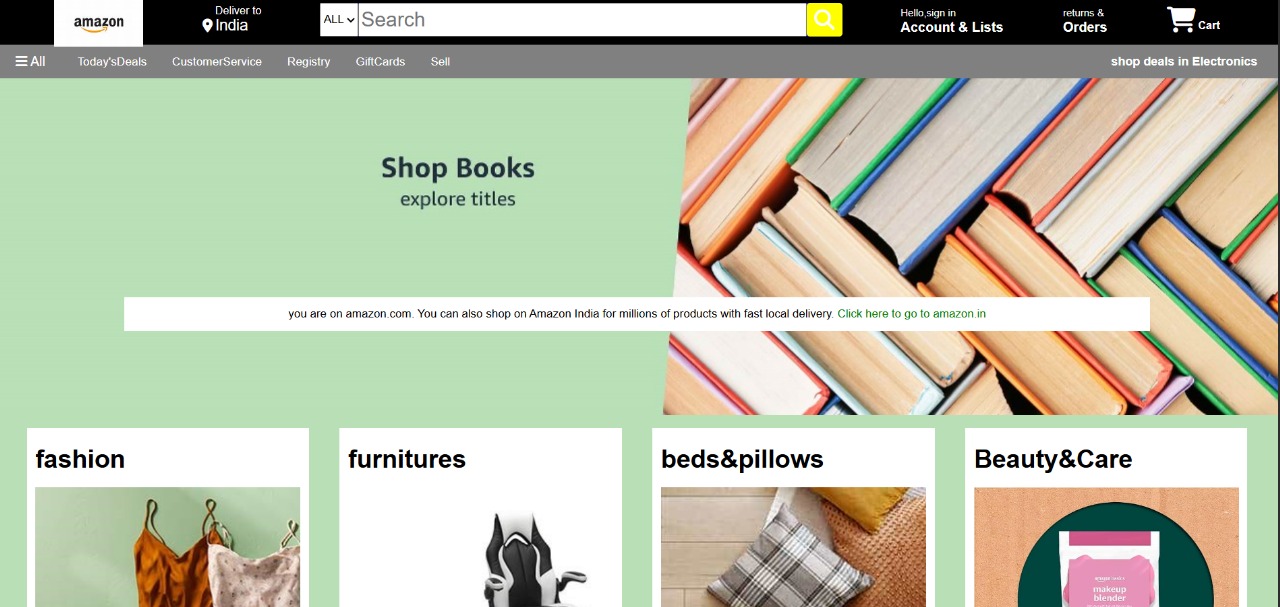 amazon
Deliver to
India
ALL
Search
Hello,sign in
Account & Lists
returns &
Orders
Cart
All
Today'sDeals
CustomerService
Registry
GiftCards
Sell
shop deals in Electronics
Shop Books
explore titles
you are on amazon.com. You can also shop on Amazon India for millions of products with fast local delivery. Click here to go to amazon.in
fashion
furnitures
beds&pillows
Beauty&Care
makeup
blender